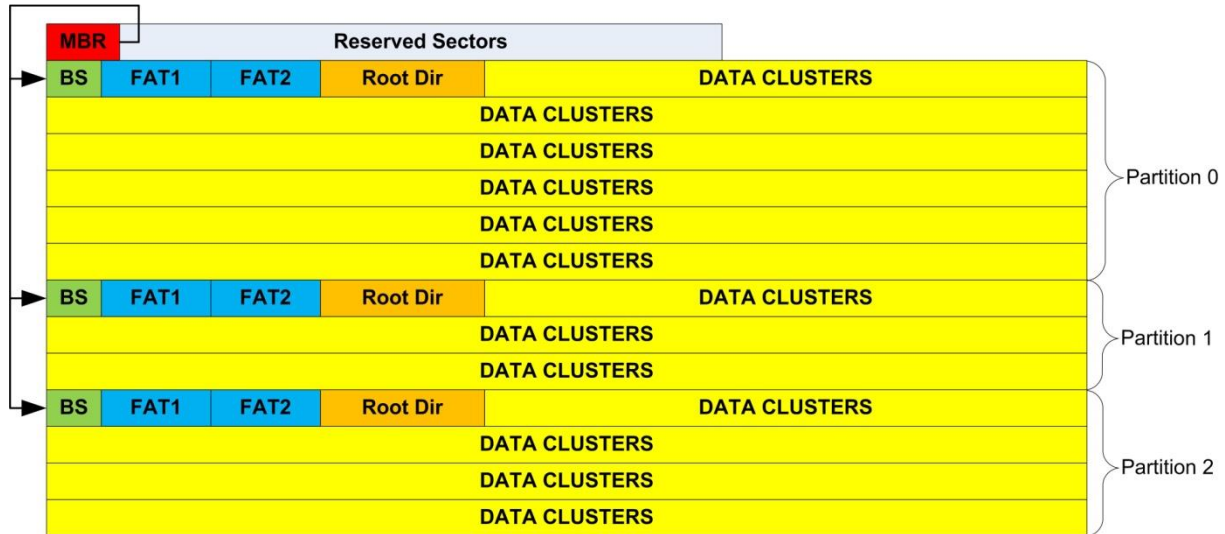 MBR Reserved Sectors
BS FAT1 FAT2 Root Dir DATA CLUSTERS
DATA CLUSTERS
DATA CLUSTERS
DATA CLUSTERS
Partition 0
DATA CLUSTERS
DATA CLUSTERS
BS FAT1 FAT2 Root Dir DATA CLUSTERS
DATA CLUSTERS
Partition 1
DATA CLUSTERS
BS FAT1 FAT2 Root Dir DATA CLUSTERS
DATA CLUSTERS
DATA CLUSTERS
Partition 2
DATA CLUSTERS